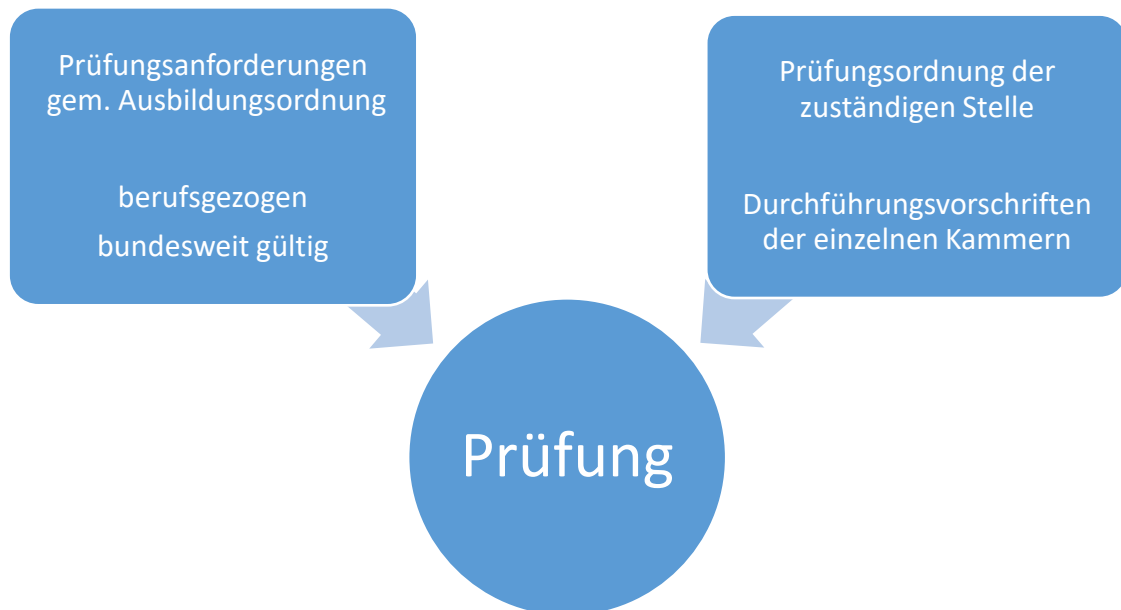 Prüfungsanforderungen
gem. Ausbildungsordnung
berufsgezogen
bundesweit gültig
Prüfungsordnung der
zuständigen Stelle
Durchführungsvorschriften
der einzelnen Kammern
Prüfung